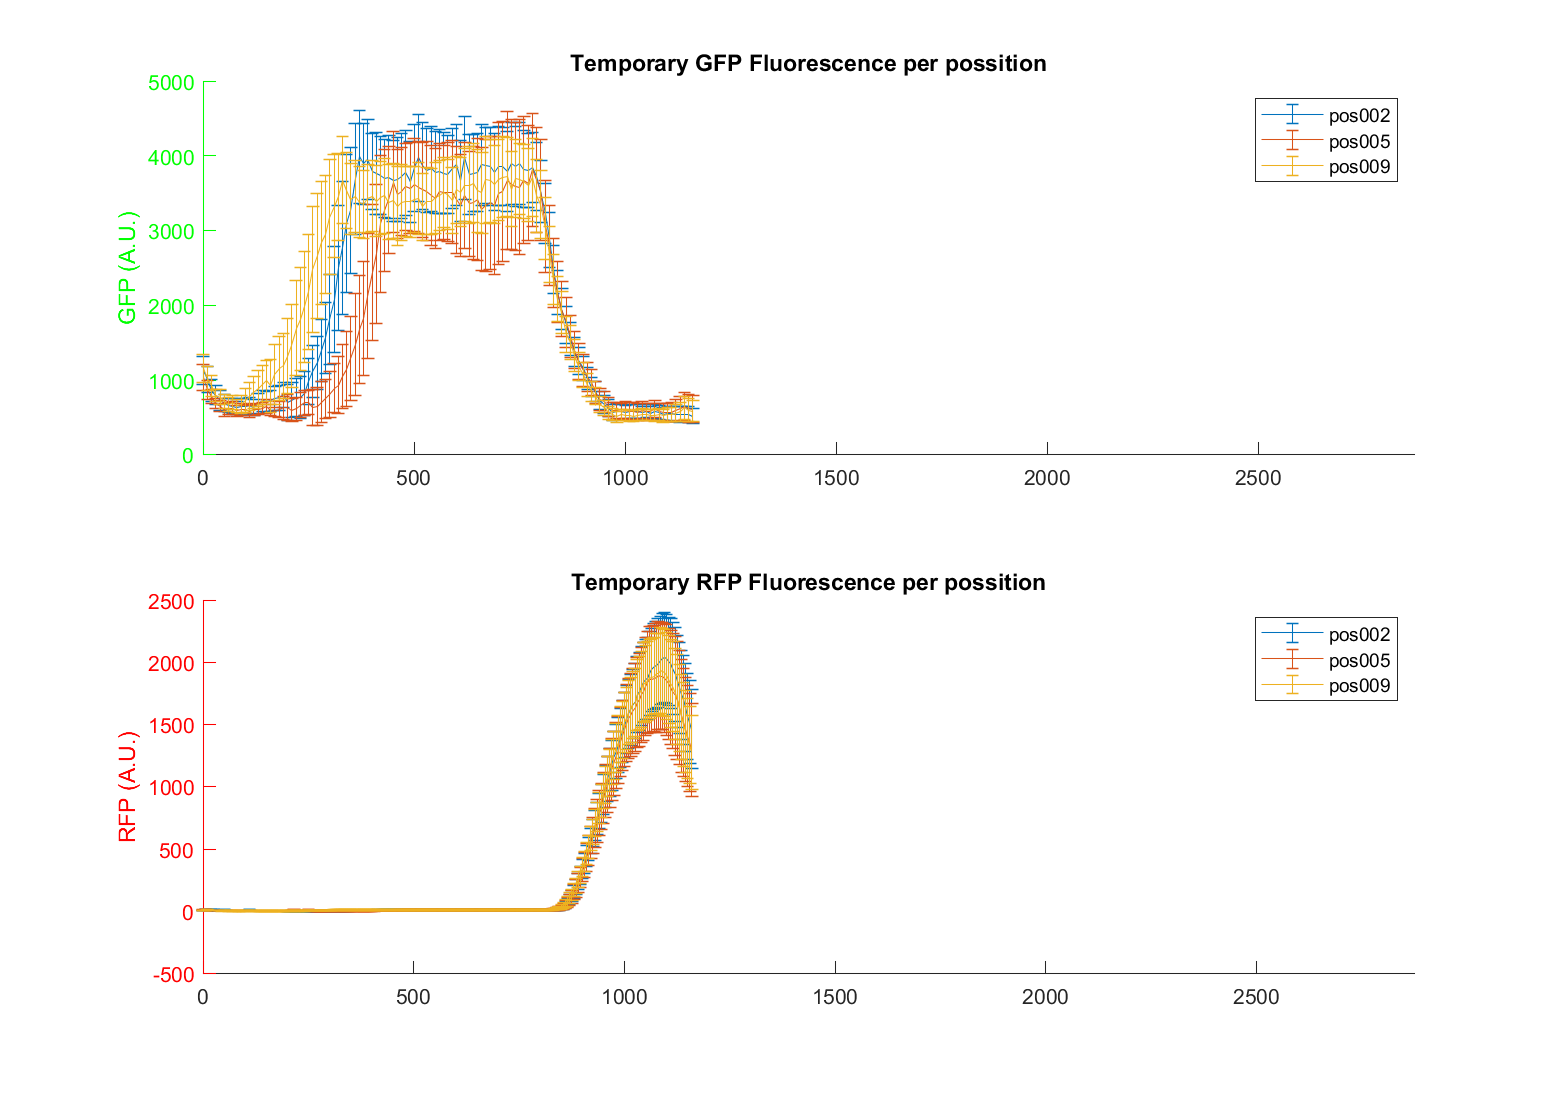 Temporary GFP Fluorescence per possition
5000
4000
3000
2000
1000
0
GFP (A.U.)
0 500 1000 1500 2000 2500
pos002
pos005
pos009
Temporary RFP Fluorescence per possition
2500
2000
1500
1000
500
0
-500
RFP (A.U.)
0 500 1000 1500 2000 2500
pos002
pos005
pos009